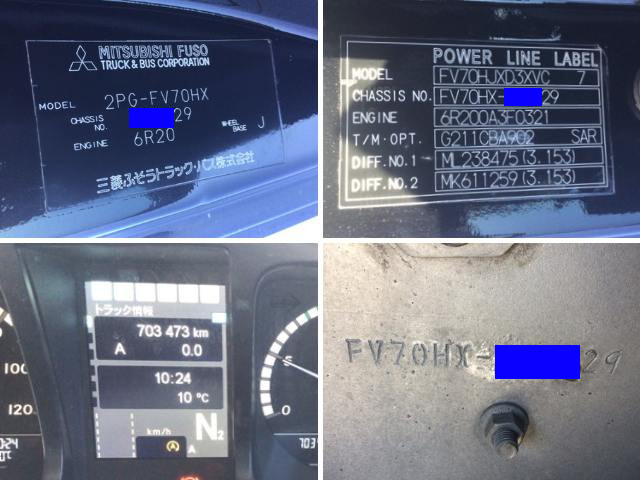 MITSUBISHI FUSO
TRUCK & BUS CORPORATION
MODEL 2PG-FV70HX
CHASSIS NO. 29
ENGINE 6R20 WHEEL BASE J
三菱ふそうトラック・バス株式会社
POWER LINE LABEL
MODEL FV70HJXD3XVC 7
CHASSIS NO. FV70HX- 29
ENGINE 6R200A3F0321
T/M·OPT. G211CBA902 SAR
DIFF.NO.1 ML238475(3.153)
DIFF.NO.2 MK611259(3.153)
トラック情報
703 473 km
A 0.0
10:24
10 °C
km/h
N2
A
100
120
0
FV70HX- 29